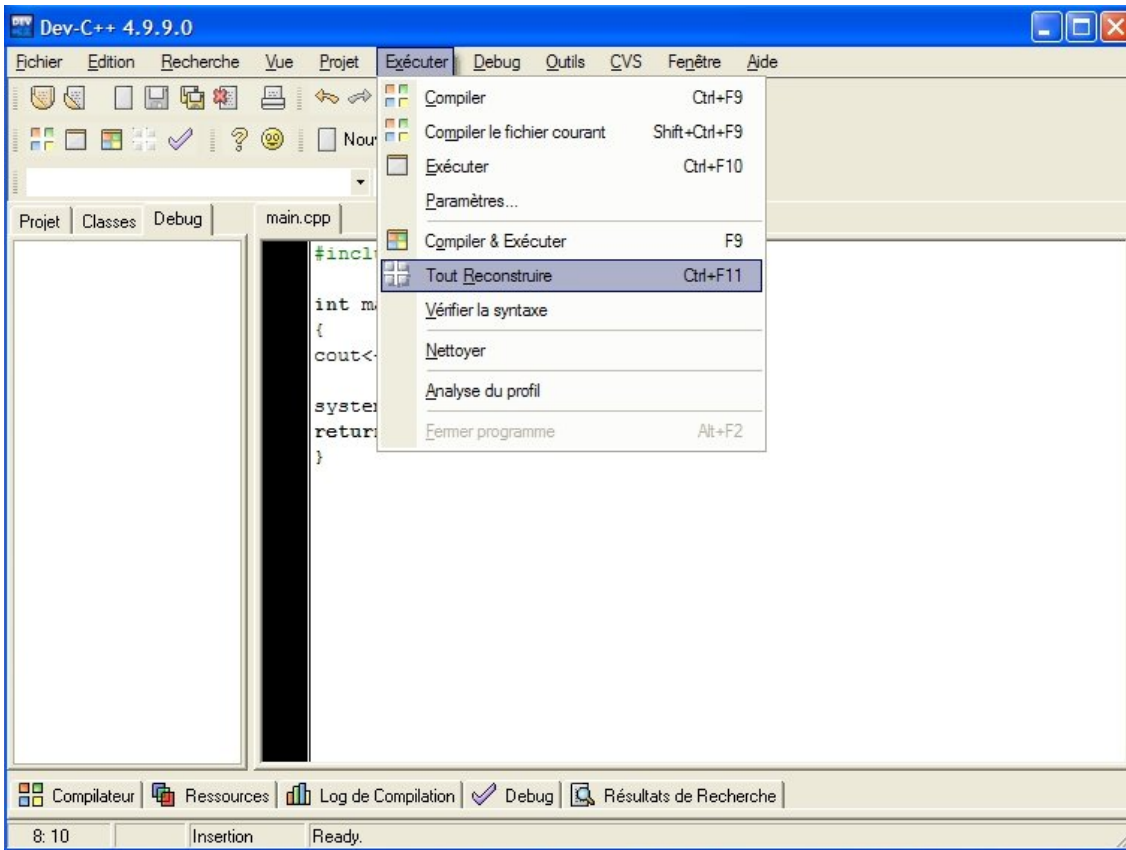 Dev-C++ 4.9.9.0
Fichier Edition Recherche Vue Projet Exécuter Debug Outils CVS Fenêtre Aide
Compiler Ctrl+F9
Compiler le fichier courant Shift+Ctrl+F9
Nou
Exécuter Ctrl+F10
Paramètres...
Projet Classes Debug main.cpp
Compiler & Exécuter F9
#incl
Tout Reconstruire Ctrl+F11
int m
Vérifier la syntaxe
{
cout<
Nettoyer
Analyse du profil
syste
retur
Fermer programme Alt+F2
}
Compilateur Ressources Log de Compilation Debug Résultats de Recherche
8: 10 Insertion Ready.